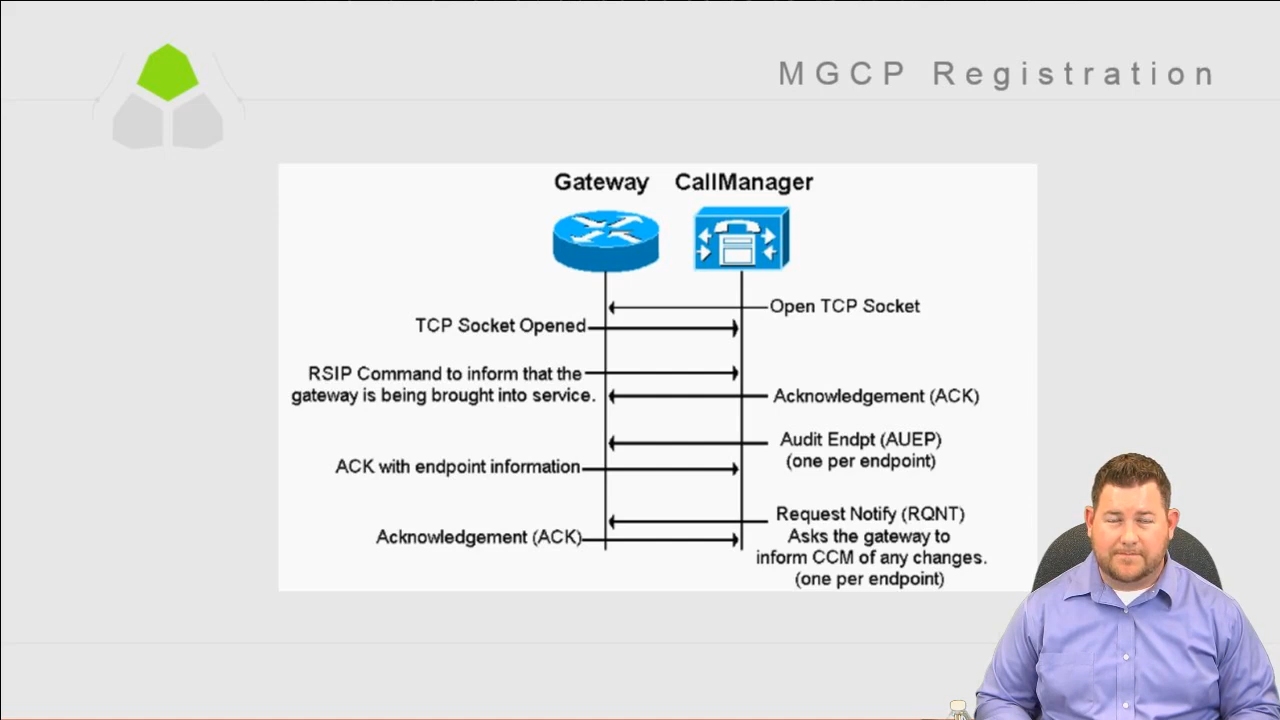 MGCP Registration
Gateway CallManager
Open TCP Socket
TCP Socket Opened
RSIP Command to inform that the
gateway is being brought into service.
Acknowledgement (ACK)
Audit Endpt (AUEP)
(one per endpoint)
ACK with endpoint information
Request Notify (RQNT)
Asks the gateway to
inform CCM of any changes.
(one per endpoint)
Acknowledgement (ACK)